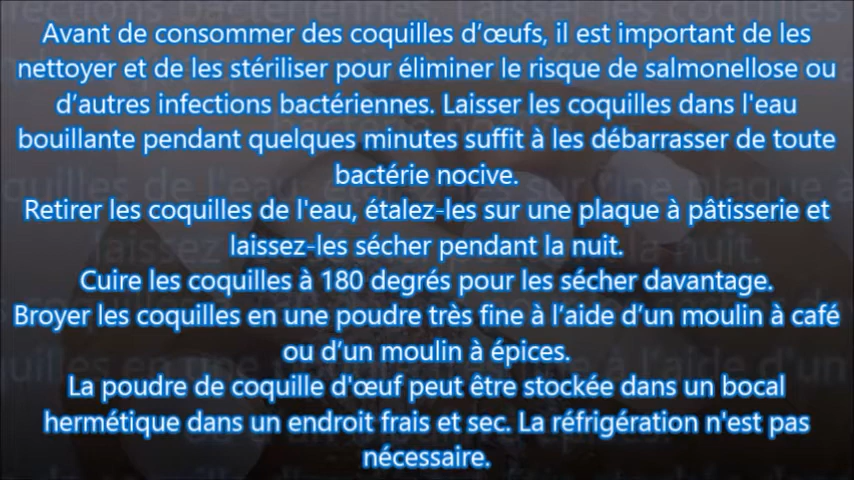 Avant de consommer des coquilles d’œufs, il est important de les
nettoyer et de les stériliser pour éliminer le risque de salmonellose ou
d’autres infections bactériennes. Laisser les coquilles dans l'eau
bouillante pendant quelques minutes suffit à les débarrasser de toute
bactérie nocive.
Retirer les coquilles de l'eau, étalez-les sur une plaque à pâtisserie et
laissez-les sécher pendant la nuit.
Cuire les coquilles à 180 degrés pour les sécher davantage.
Broyer les coquilles en une poudre très fine à l’aide d’un moulin à café
ou d’un moulin à épices.
La poudre de coquille d'œuf peut être stockée dans un bocal
hermétique dans un endroit frais et sec. La réfrigération n'est pas
nécessaire.